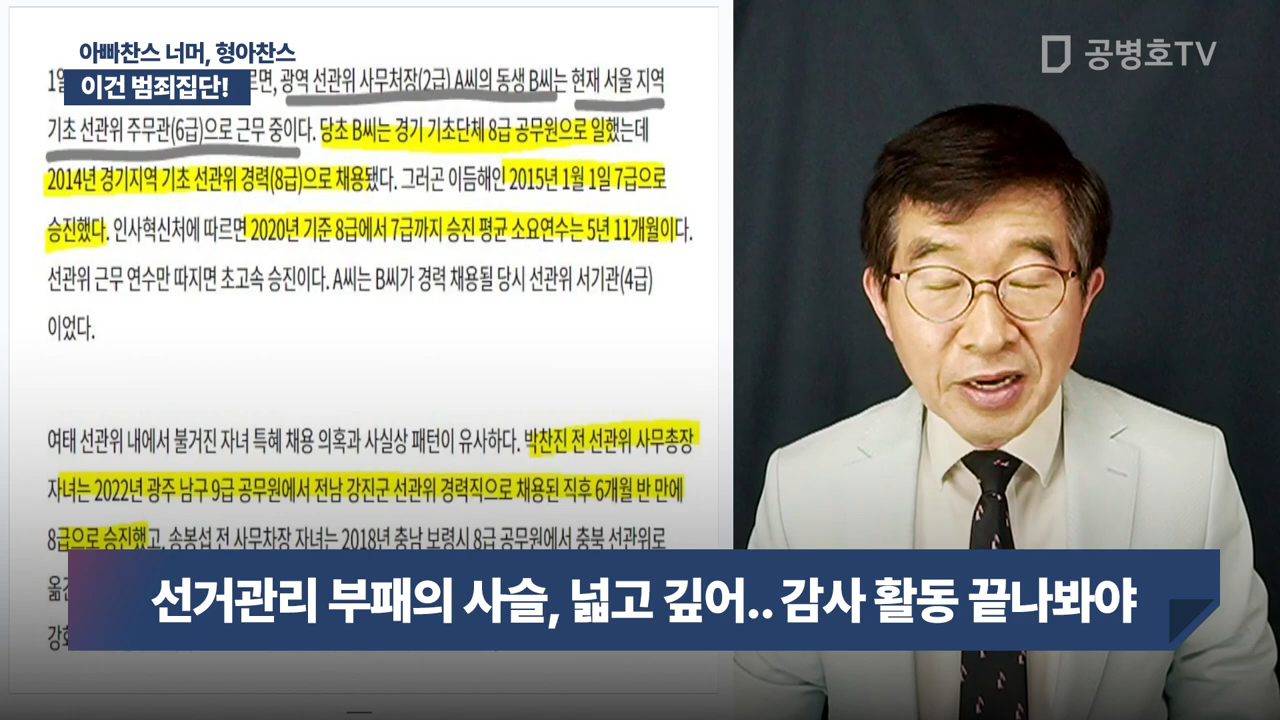 아빠찬스 너머, 형아찬스
이건 범죄집단!
공병호TV
르면, 광역 선관위 사무처장(2급) A씨의 동생 B씨는 현재 서울 지역
기초 선관위 주무관(6급)으로 근무 중이다. 당초 B씨는 경기 기초단체 8급 공무원으로 일했는데
2014년 경기지역 기초 선관위 경력(8급)으로 채용됐다. 그러곤 이듬해인 2015년 1월 1일 7급으로
승진했다. 인사혁신처에 따르면 2020년 기준 8급에서 7급까지 승진 평균 소요연수는 5년 11개월이다.
선관위 근무 연수만 따지면 초고속 승진이다. A씨는 B씨가 경력 채용될 당시 선관위 서기관(4급)
이었다.
여태 선관위 내에서 불거진 자녀 특혜 채용 의혹과 사실상 패턴이 유사하다. 박찬진 전 선관위 사무총장
자녀는 2022년 광주 남구 9급 공무원에서 전남 강진군 선관위 경력직으로 채용된 직후 6개월 반 만에
8급으로 승진했고, 송봉섭 전 사무차장 자녀는 2018년 충남 보령시 8급 공무원에서 충북 선관위로
선거관리 부패의 사슬, 넓고 깊어.. 감사 활동 끝나봐야